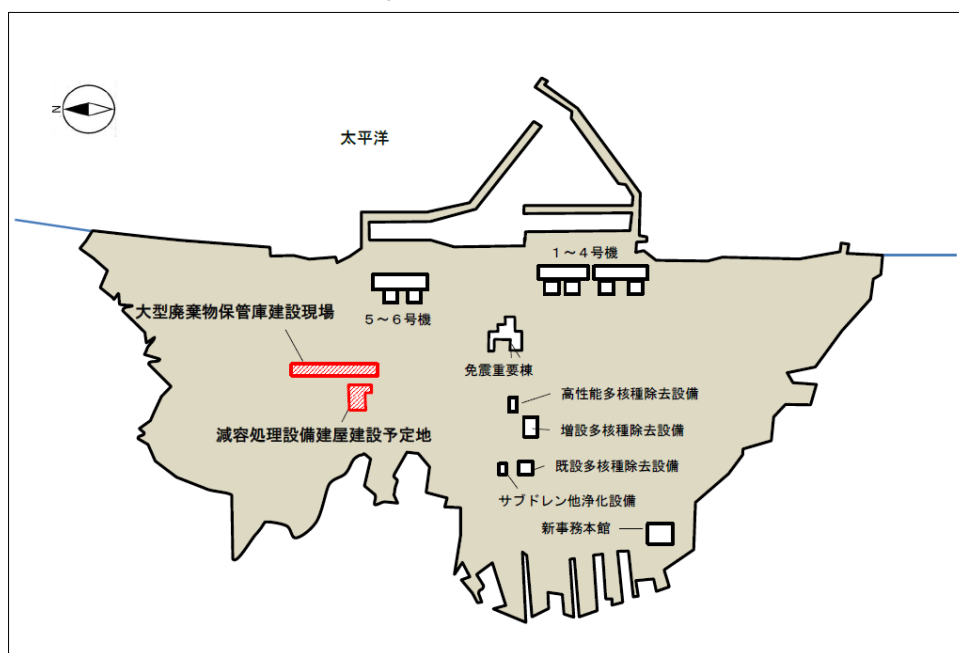 N
太平洋
1～4号機
5～6号機
大型廃棄物保管庫建設現場
免震重要棟
高性能多核種除去設備
減容処理設備建屋建設予定地
増設多核種除去設備
既設多核種除去設備
サブドレン他浄化設備
新事務本館